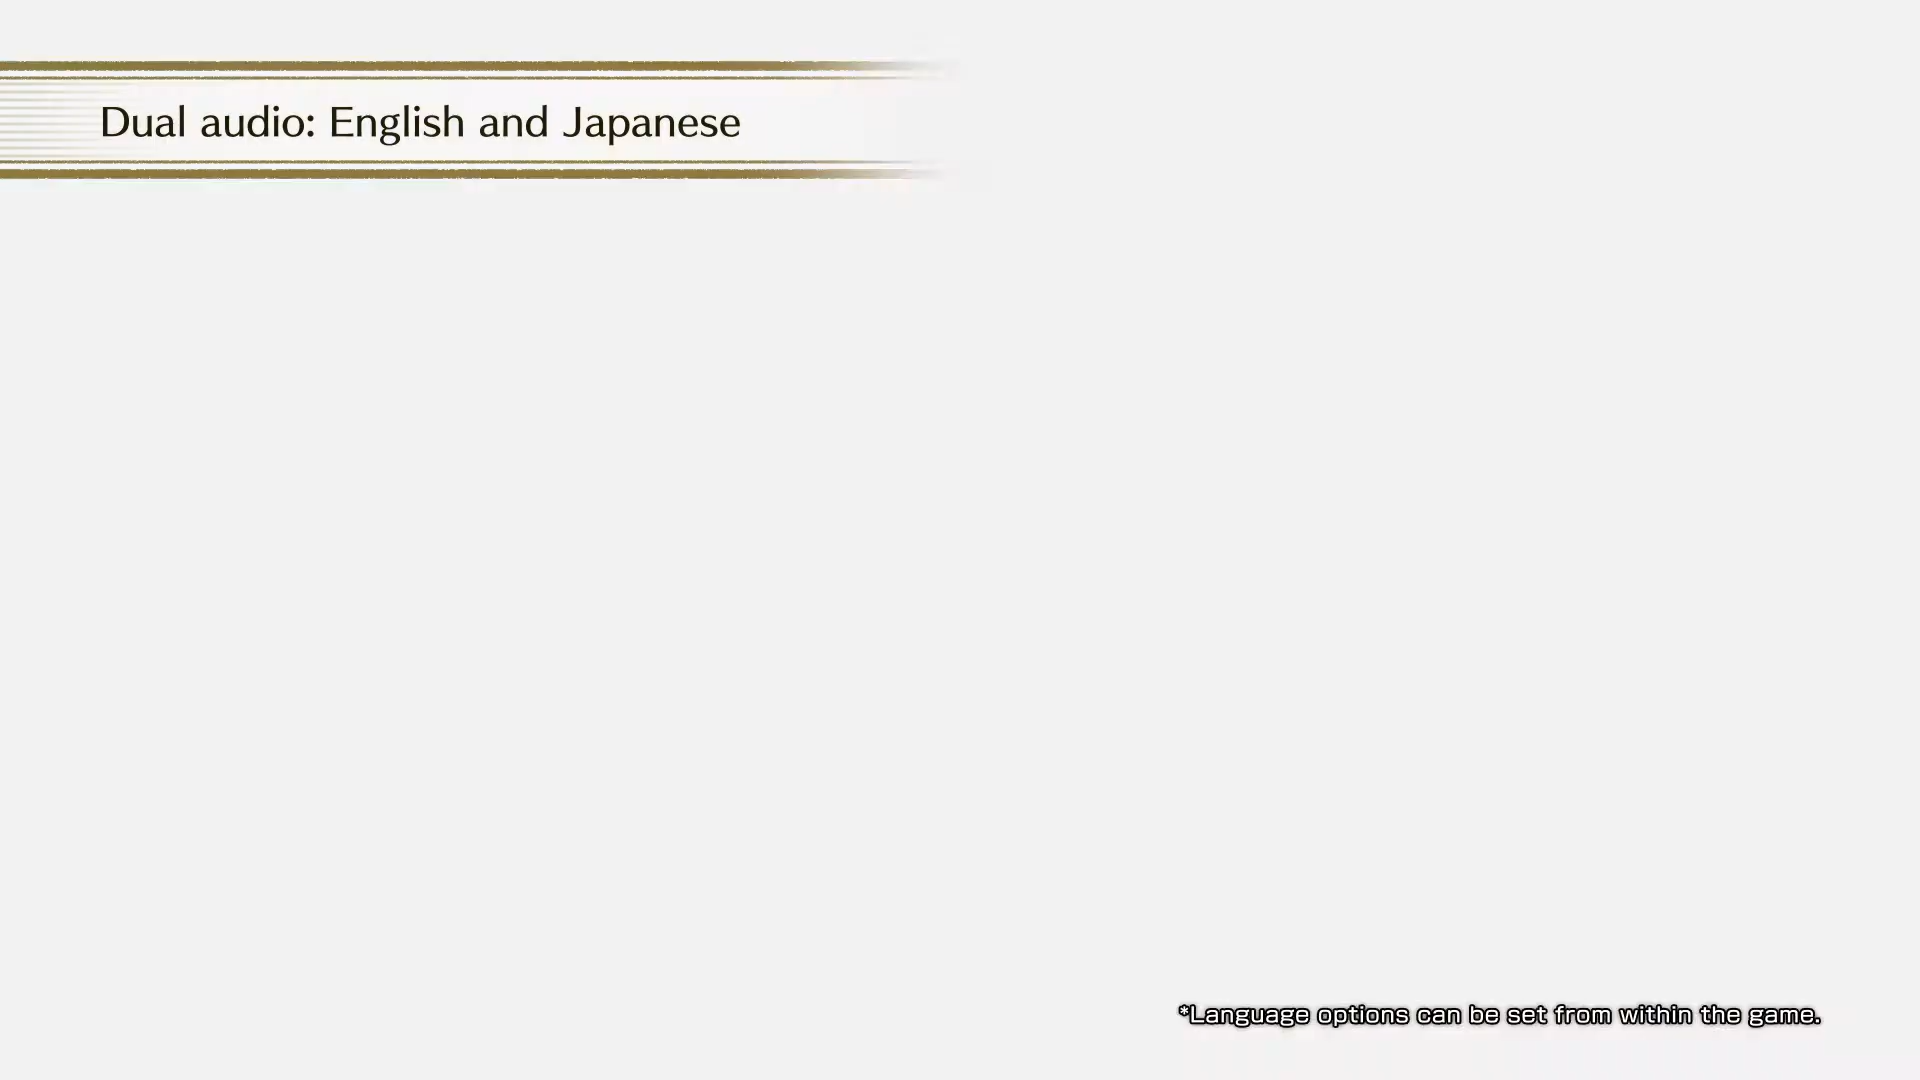 Dual audio: English and Japanese
*Language options can be set from within the game.